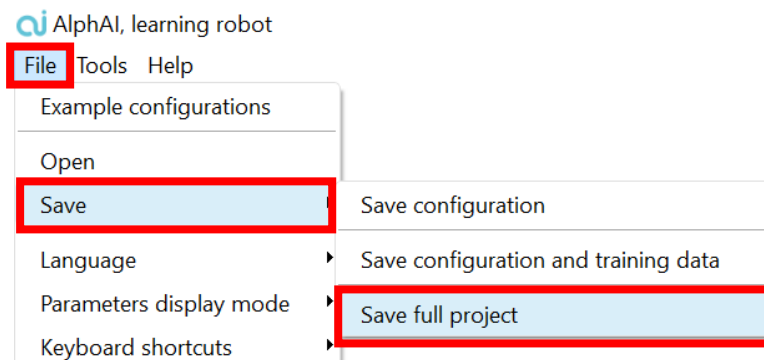 AlphAI, learning robot
File Tools Help
Example configurations
Open
Save
Save configuration
Language
Save configuration and training data
Parameters display mode
Save full project
Keyboard shortcuts